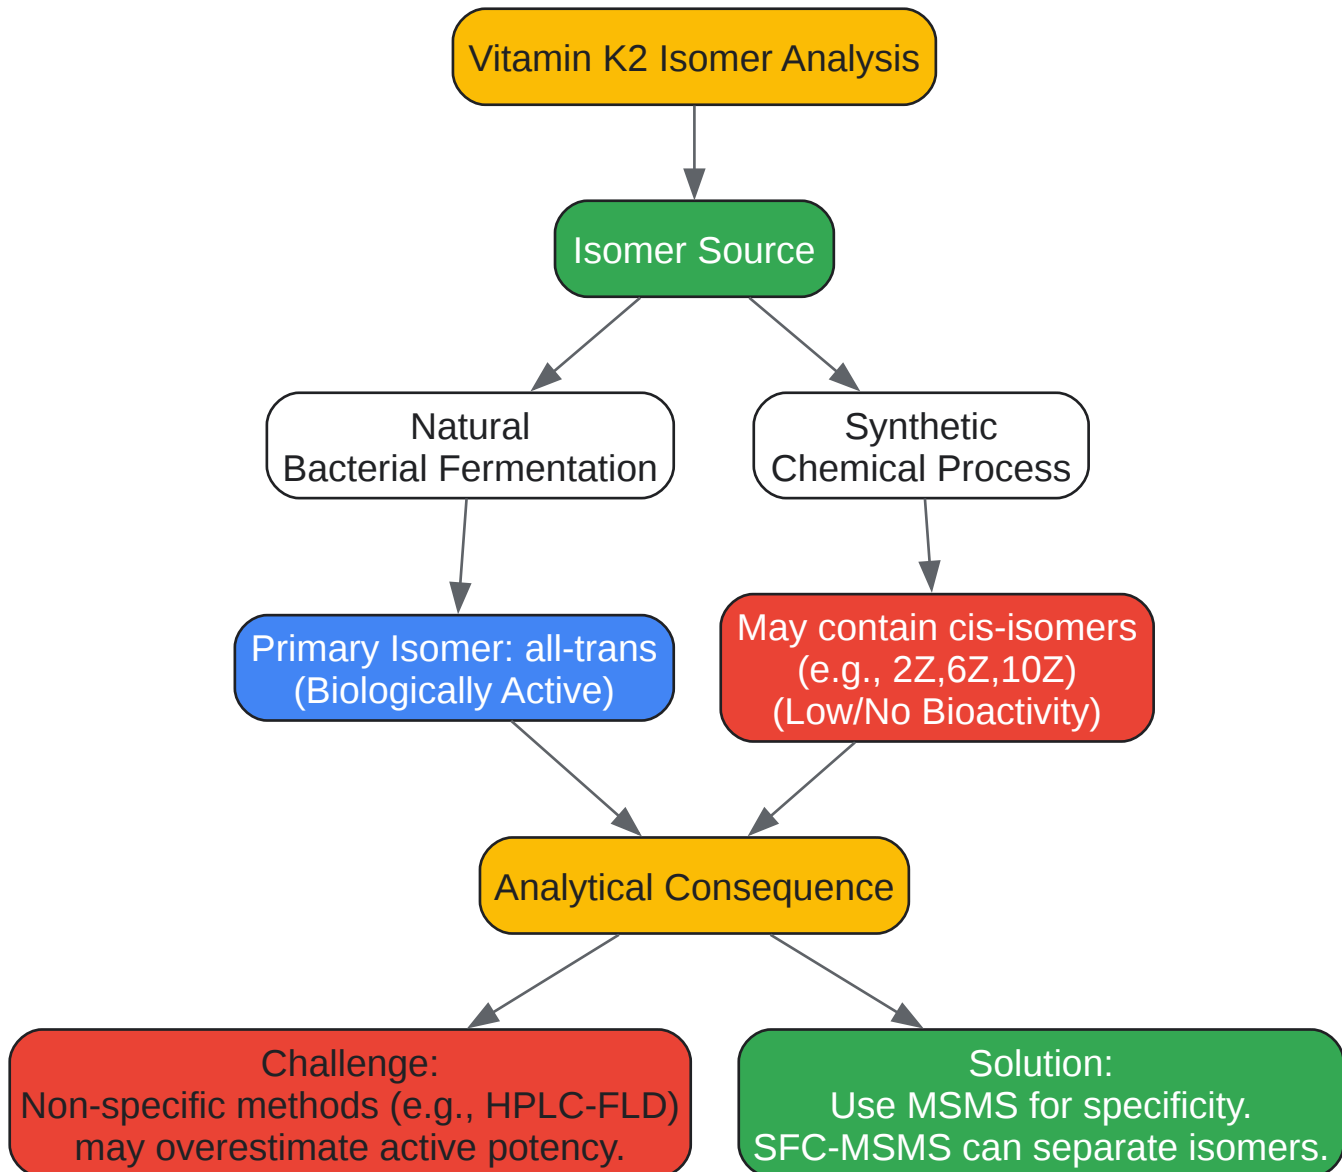 Vitamin K2 Isomer Analysis
Isomer Source
Natural
Bacterial Fermentation
Synthetic
Chemical Process
Primary Isomer: all-trans
(Biologically Active)
May contain cis-isomers
(e.g., 2Z,6Z,10Z)
(Low/No Bioactivity)
Analytical Consequence
Challenge:
Non-specific methods (e.g., HPLC-FLD)
may overestimate active potency.
Solution:
Use MSMS for specificity.
SFC-MSMS can separate isomers.